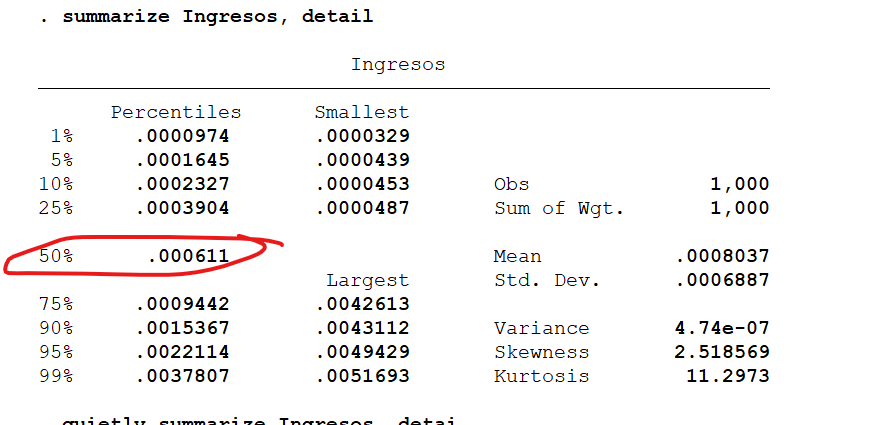 . summarize Ingresos, detail
Ingresos
Percentiles Smallest
1% .0000974 .0000329
5% .0001645 .0000439
10% .0002327 .0000453 Obs 1,000
25% .0003904 .0000487 Sum of Wgt. 1,000
50% .000611 Mean .0008037
Largest Std. Dev. .0006887
75% .0009442 .0042613
90% .0015367 .0043112 Variance 4.74e-07
95% .0022114 .0049429 Skewness 2.518569
99% .0037807 .0051693 Kurtosis 11.2973
quietly summarize Ingresos, detai